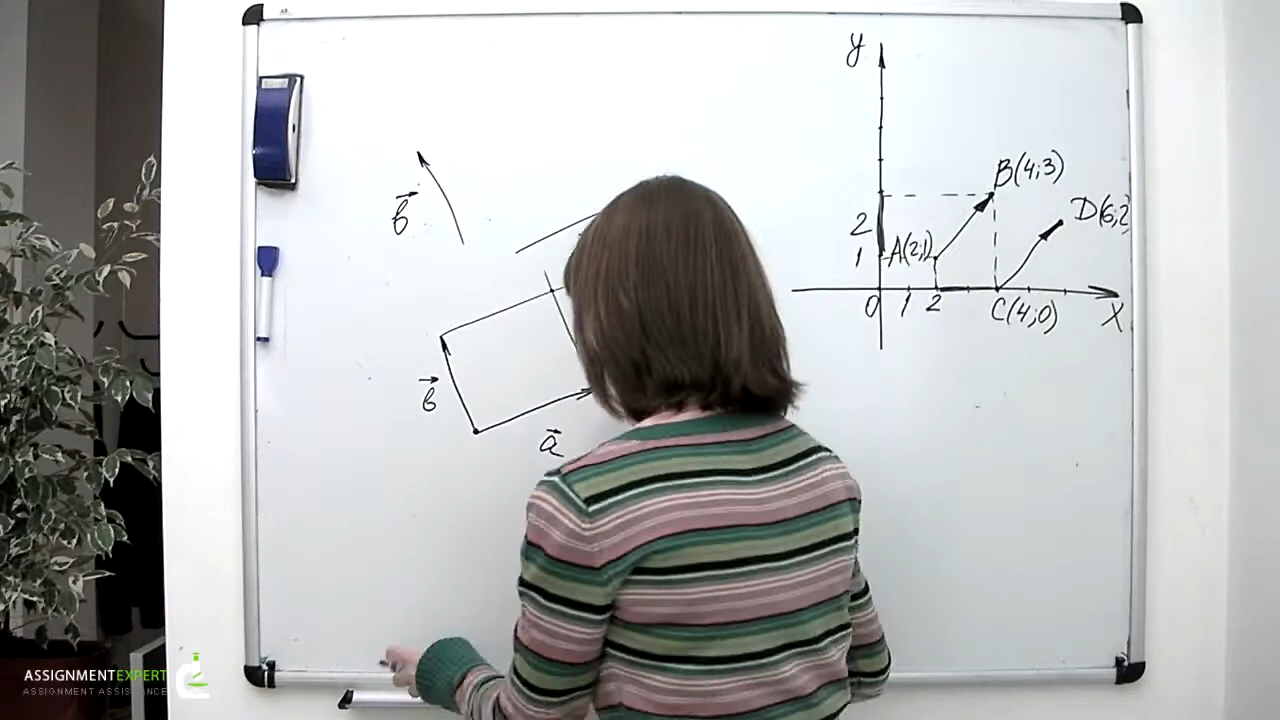 y
B(4;3)
D(6;2)
b
2
A(2;1)
1
0 1 2 C(4;0) X
b
a
ASSIGNMENTEXPERT
ASSIGNMENT ASSISTANCE